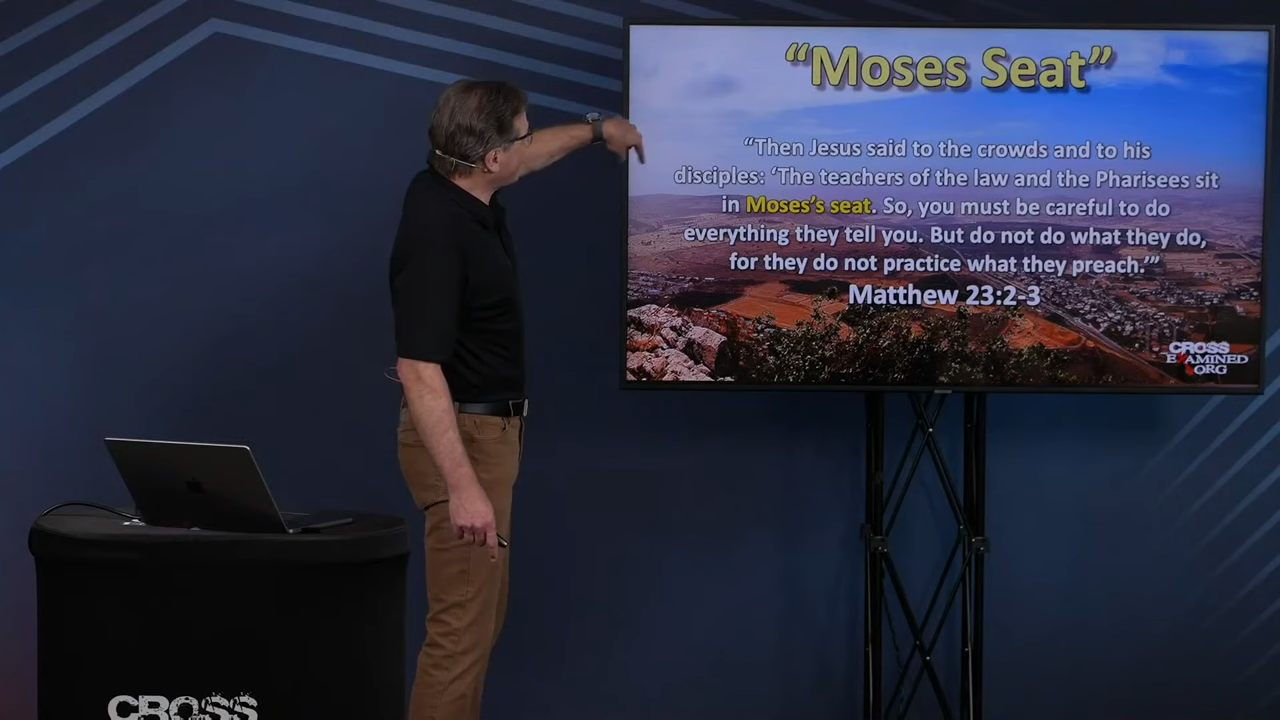 “Moses Seat”
“Then Jesus said to the crowds and to his
disciples: ‘The teachers of the law and the Pharisees sit
in Moses’s seat. So, you must be careful to do
everything they tell you. But do not do what they do,
for they do not practice what they preach.’”
Matthew 23:2-3
CROSS
EXAMINED
ORG
CROSS